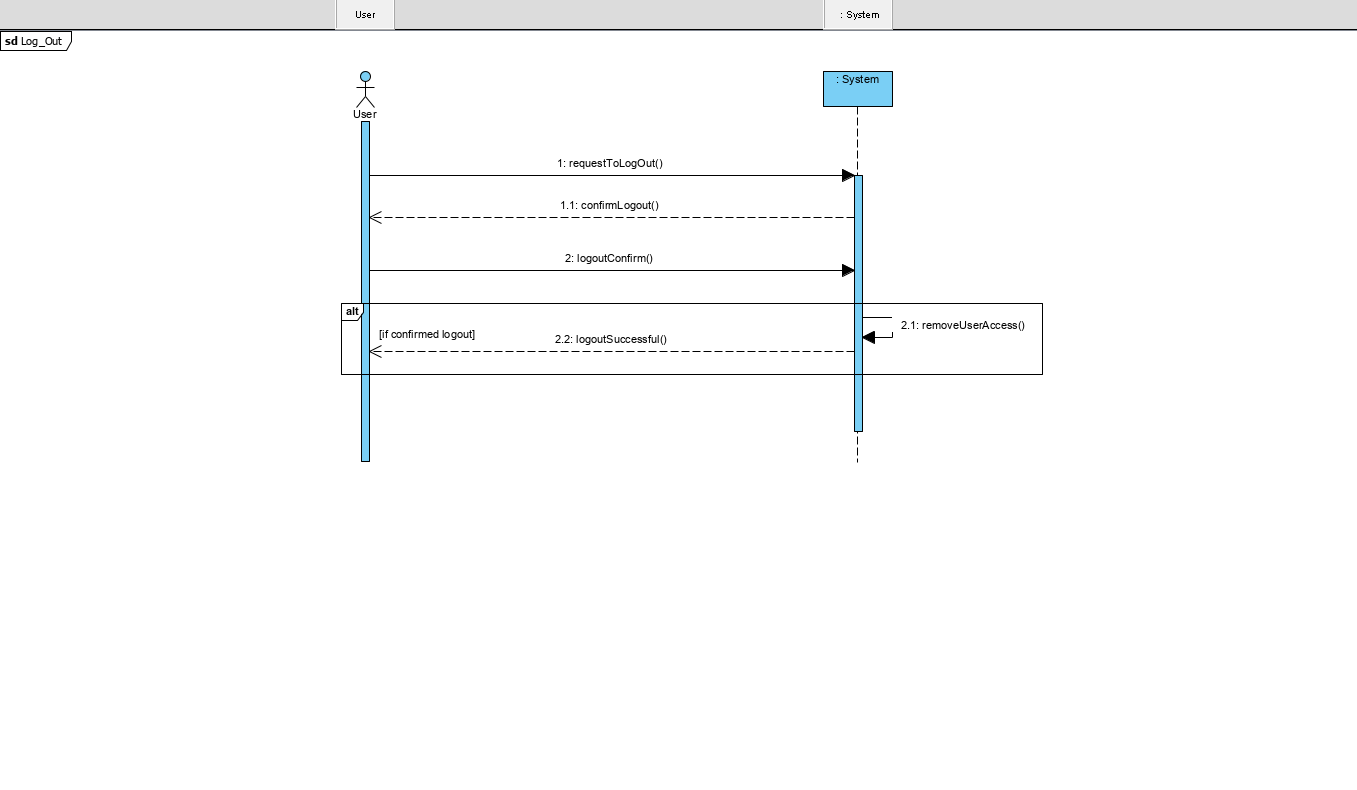 User
: System
sd Log_Out
: System
User
1: requestToLogOut()
1.1: confirmLogout()
2: logoutConfirm()
alt
2.1: removeUserAccess()
[if confirmed logout]
2.2: logoutSuccessful()